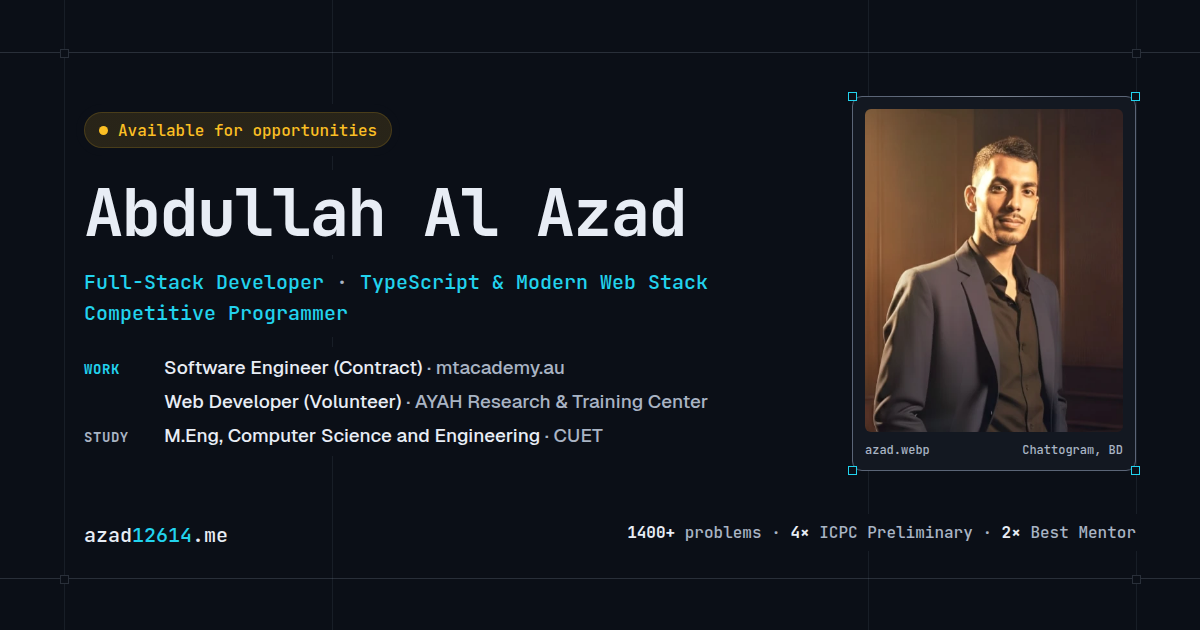 Available for opportunities
Abdullah Al Azad
Full-Stack Developer · TypeScript & Modern Web Stack
Competitive Programmer
WORK Software Engineer (Contract) · mtacademy.au
Web Developer (Volunteer) · AYAH Research & Training Center
STUDY M.Eng, Computer Science and Engineering · CUET
azad.webp Chattogram, BD
azad12614.me
1400+ problems · 4× ICPC Preliminary · 2× Best Mentor